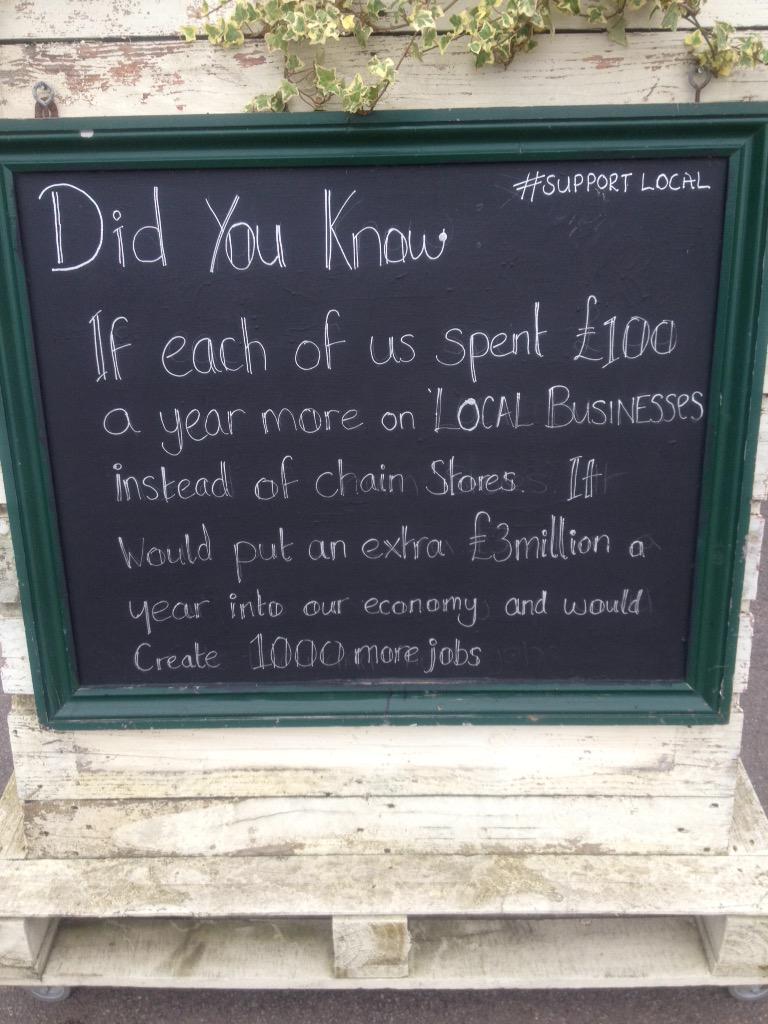 #SUPPORT LOCAL
Did You Know
If each of us spent £100
a year more on LOCAL BUSINESSES
instead of chain Stores. It
Would put an extra £3million a
year into our economy and would
Create 1000 more jobs